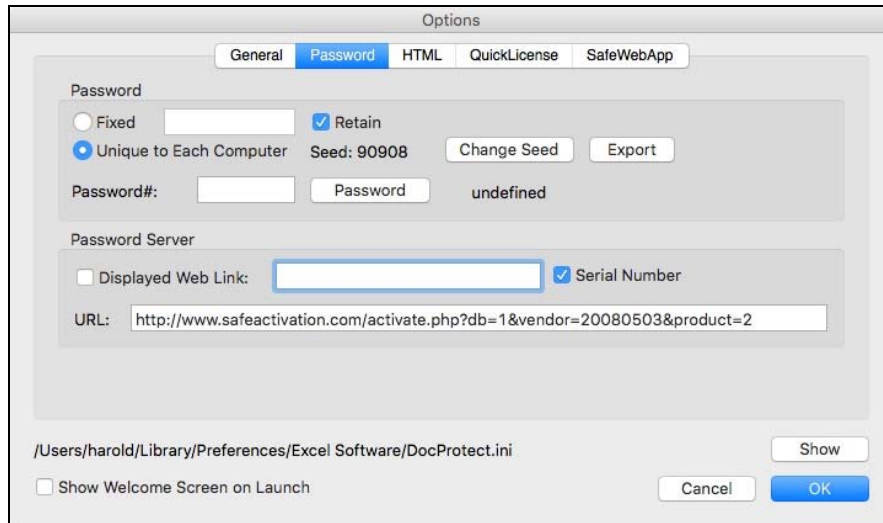 Options
General Password HTML QuickLicense SafeWebApp
Password
Fixed Retain
Unique to Each Computer Seed: 90908 Change Seed Export
Password#: Password undefined
Password Server
Displayed Web Link: Serial Number
URL: http://www.safeactivation.com/activate.php?db=1&vendor=20080503&product=2
/Users/harold/Library/Preferences/Excel Software/DocProtect.ini Show
Show Welcome Screen on Launch Cancel OK